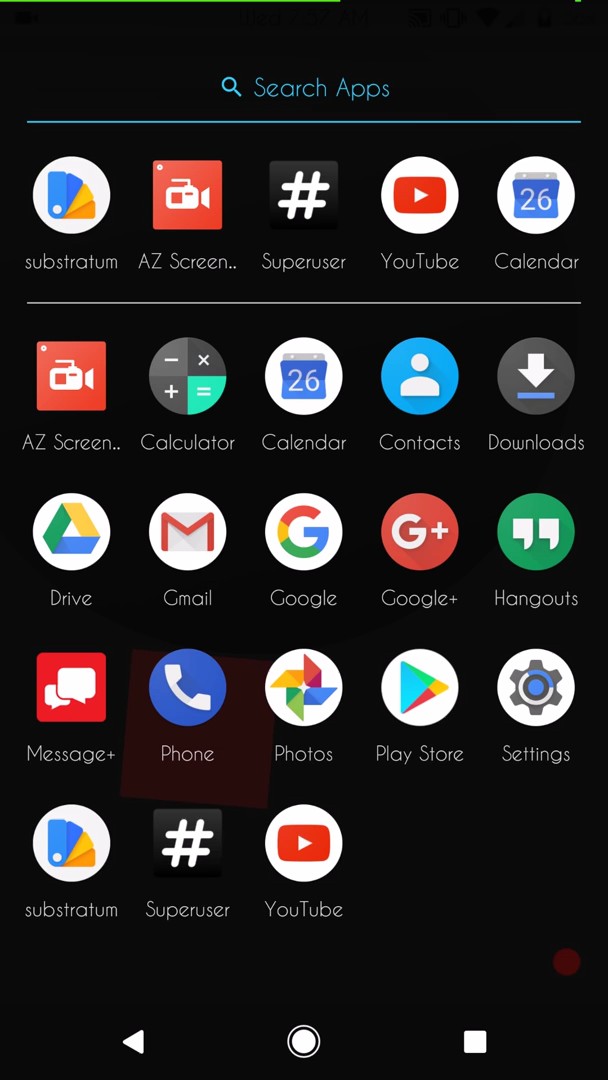 Search Apps
substratum AZ Screen.. # Superuser YouTube 26 Calendar
AZ Screen.. Calculator 26 Calendar Contacts Downloads
Drive Gmail Google G+ Google+ Hangouts
Message+ Phone Photos Play Store Settings
substratum # Superuser YouTube